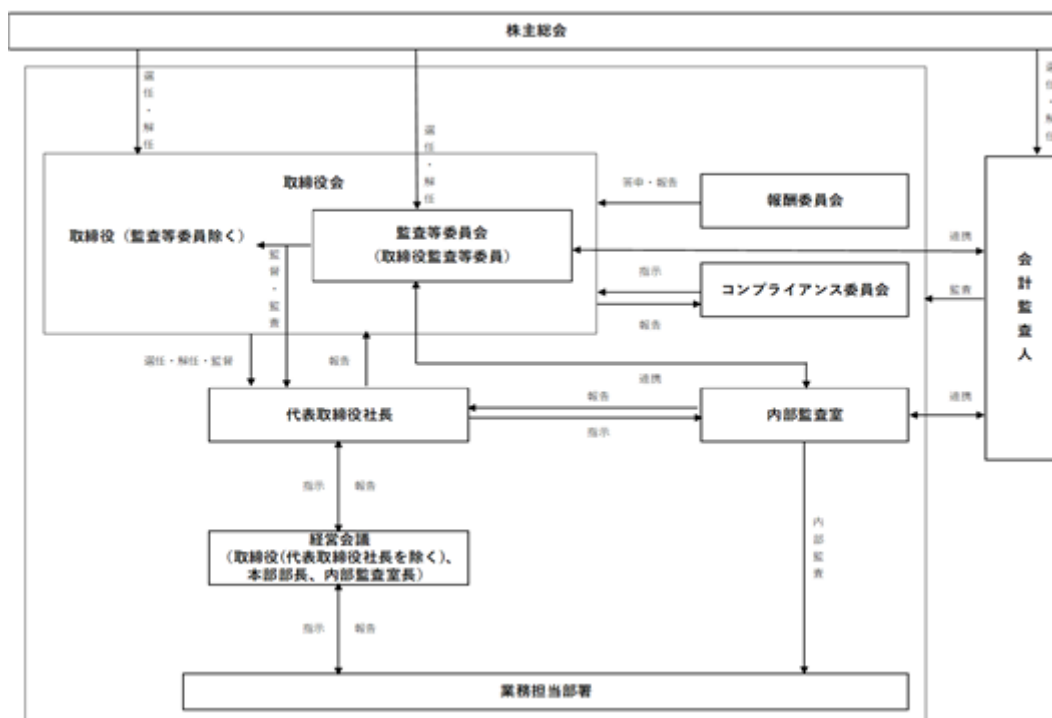 株主総会
選任・解任
選任・解任
選任・解任
取締役会
答申・報告
報酬委員会
取締役（監査等委員除く）
監査等委員会
（取締役監査等委員）
連携
会計監査人
監督・監査
指示
コンプライアンス委員会
監査
報告
選任・解任・監督
報告
連携
代表取締役社長
報告
指示
内部監査室
連携
指示
報告
経営会議
（取締役(代表取締役社長を除く）、
本部部長、内部監査室長）
内部監査
指示
報告
業務担当部署